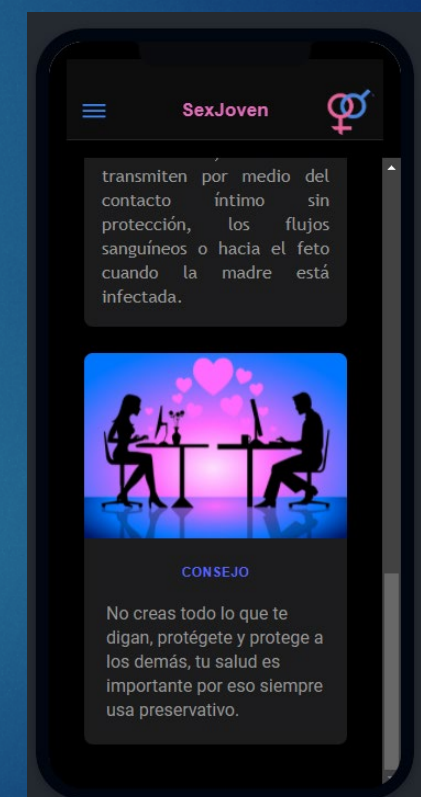 SexJoven
transmiten por medio del
contacto íntimo sin
protección, los flujos
sanguíneos o hacia el feto
cuando la madre está
infectada.
CONSEJO
No creas todo lo que te
digan, protégete y protege a
los demás, tu salud es
importante por eso siempre
usa preservativo.